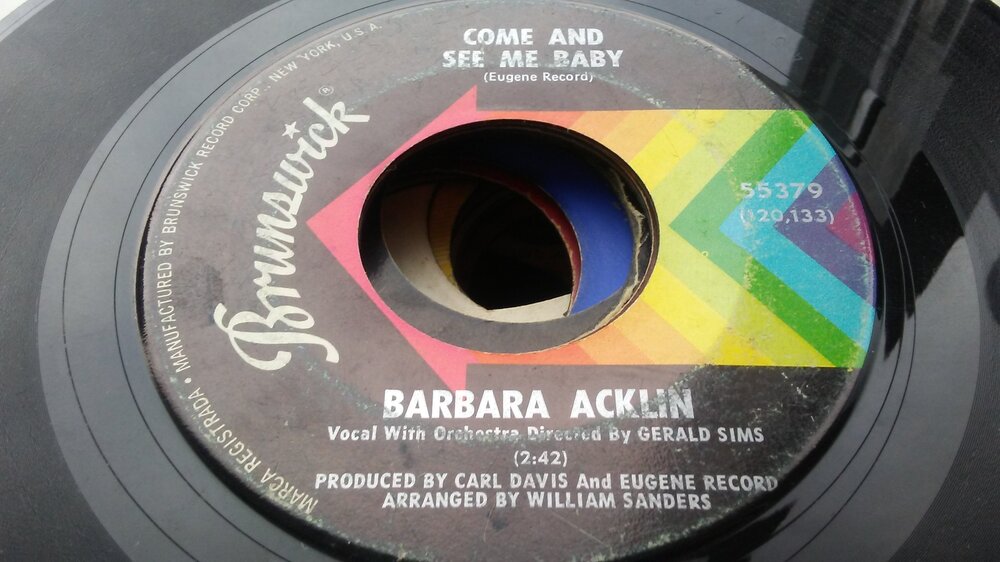 COME AND
SEE ME BABY
(Eugene Record)
Brunswick®
MARCA REGISTRADA • MANUFACTURED BY BRUNSWICK RECORD CORP. - NEW YORK, U.S.A.
55379
(120,133)
BARBARA ACKLIN
Vocal With Orchestra Directed By GERALD SIMS
(2:42)
PRODUCED BY CARL DAVIS And EUGENE RECORD
ARRANGED BY WILLIAM SANDERS